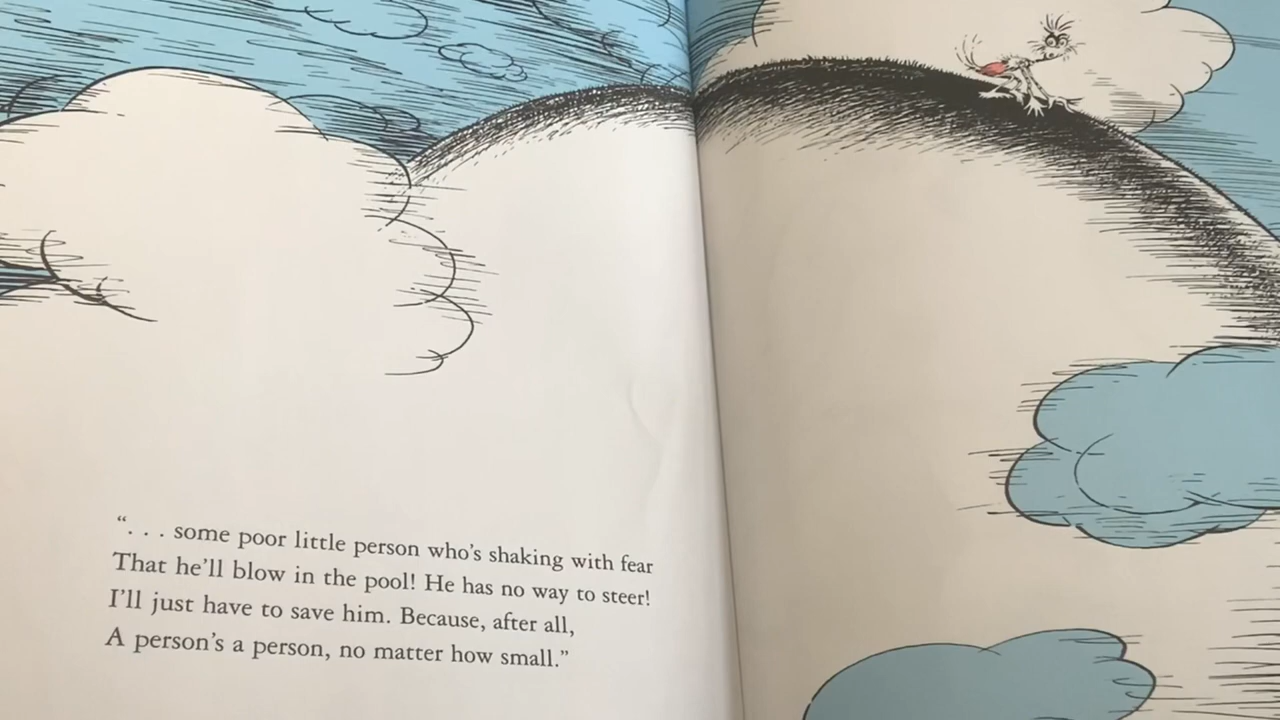 “. . . some poor little person who’s shaking with fear
That he’ll blow in the pool! He has no way to steer!
I’ll just have to save him. Because, after all,
A person’s a person, no matter how small.”